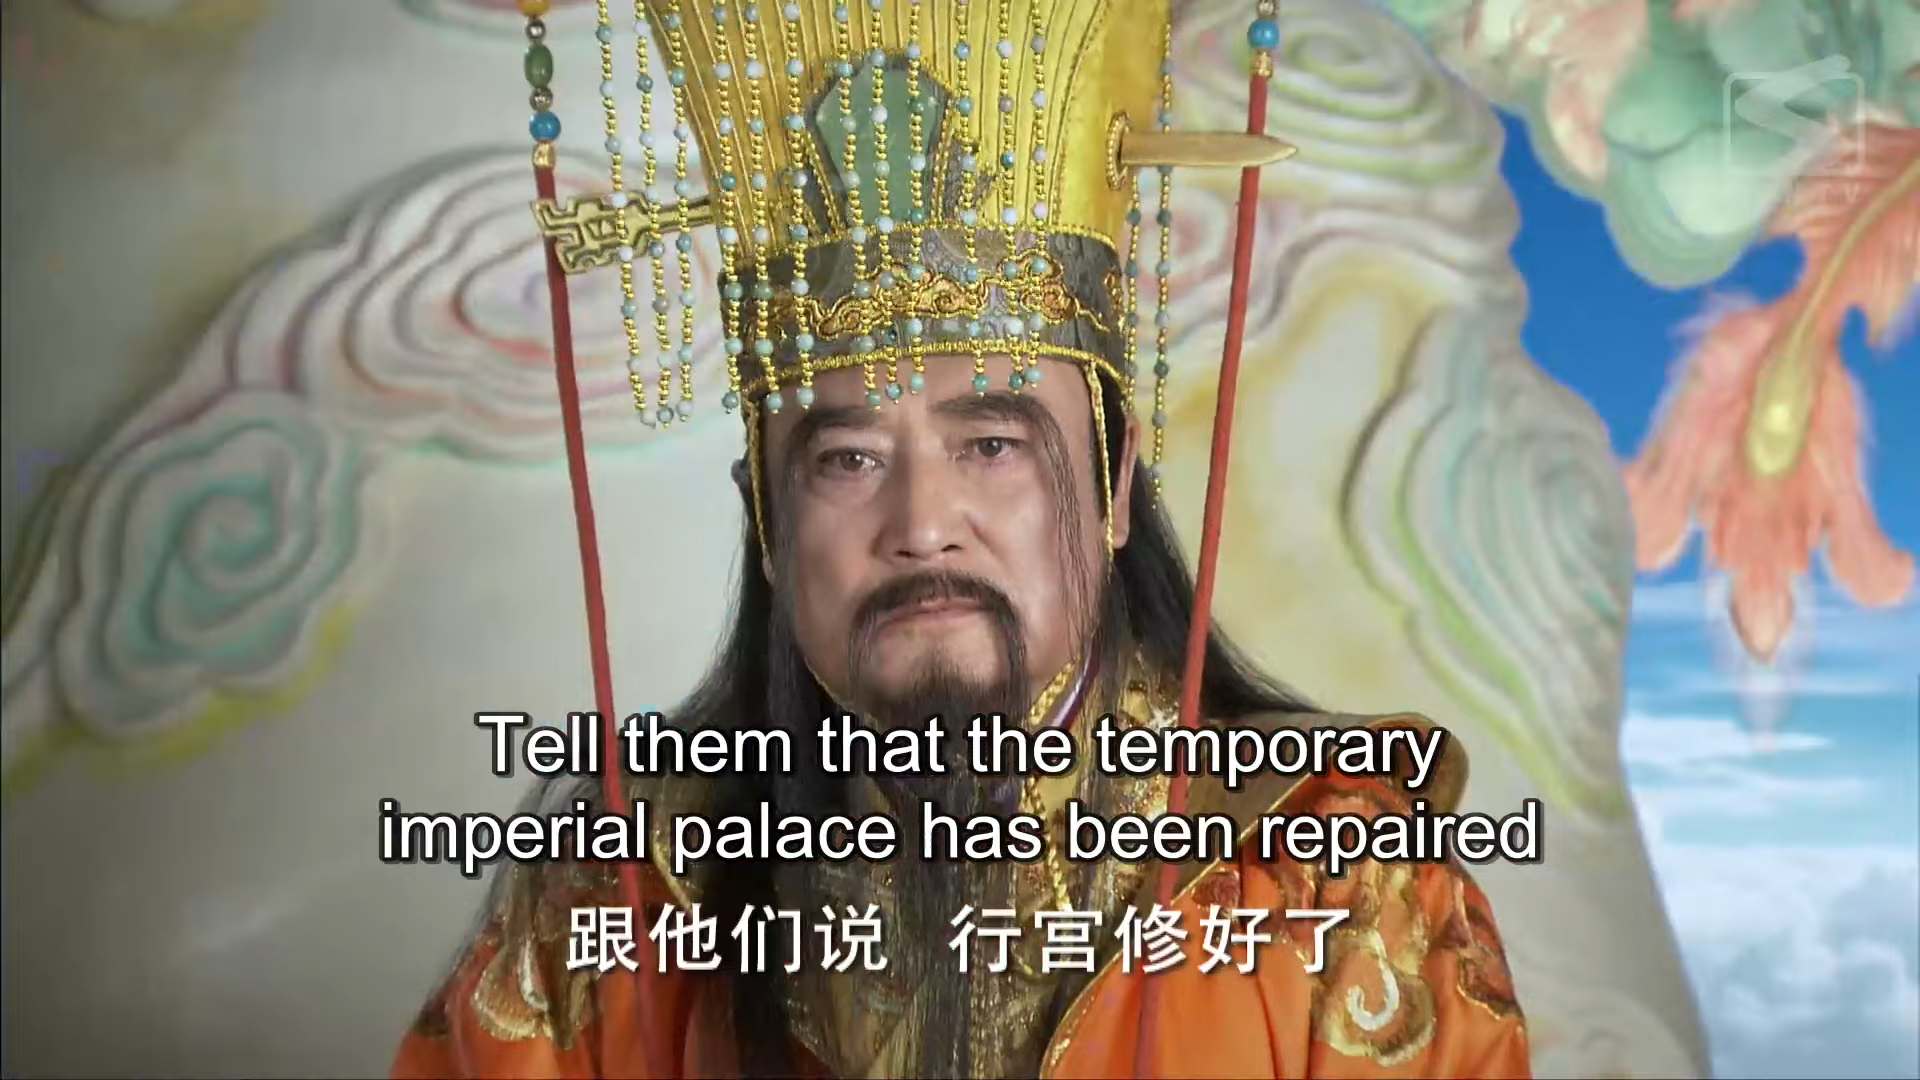 Tell them that the temporary
imperial palace has been repaired
跟他们说 行宫修好了